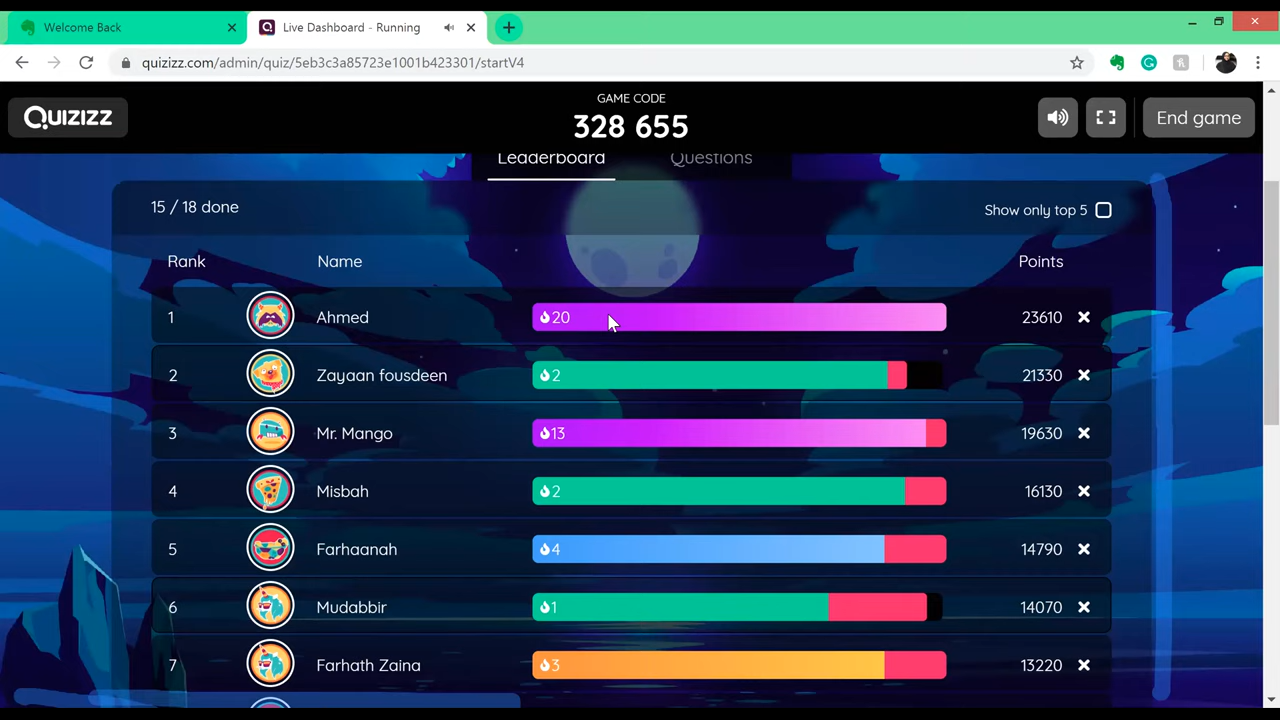 Welcome Back
Live Dashboard - Running
quizizz.com/admin/quiz/5eb3c3a85723e1001b423301/startV4
QUIZIZZ
GAME CODE
328 655
End game
Leaderboard Questions
15 / 18 done
Show only top 5
Rank Name Points
1 Ahmed 20 23610
2 Zayaan fousdeen 2 21330
3 Mr. Mango 13 19630
4 Misbah 2 16130
5 Farhaanah 4 14790
6 Mudabbir 1 14070
7 Farhath Zaina 3 13220